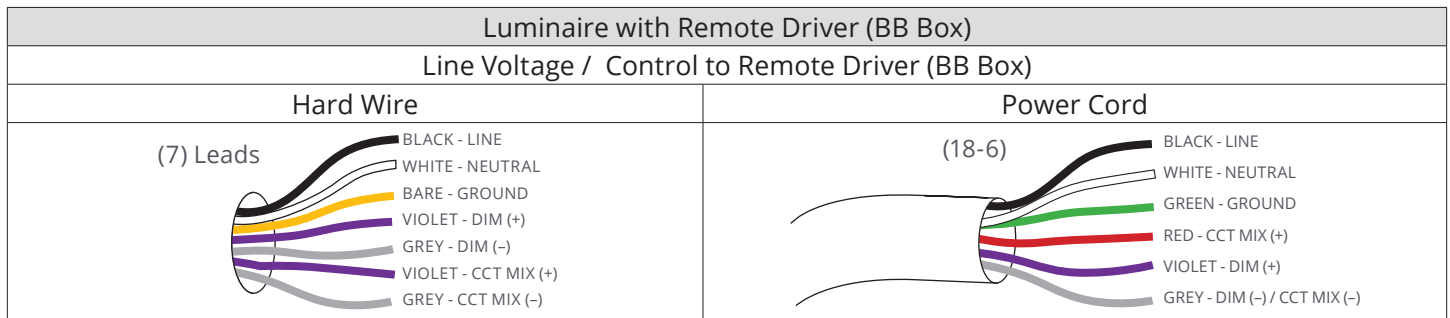 Luminaire with Remote Driver (BB Box)
Line Voltage / Control to Remote Driver (BB Box)
Hard Wire
(7) Leads
BLACK - LINE
WHITE - NEUTRAL
BARE - GROUND
VIOLET - DIM (+)
GREY - DIM (–)
VIOLET - CCT MIX (+)
GREY - CCT MIX (–)
Power Cord
(18-6)
BLACK - LINE
WHITE - NEUTRAL
GREEN - GROUND
RED - CCT MIX (+)
VIOLET - DIM (+)
GREY - DIM (–) / CCT MIX (–)